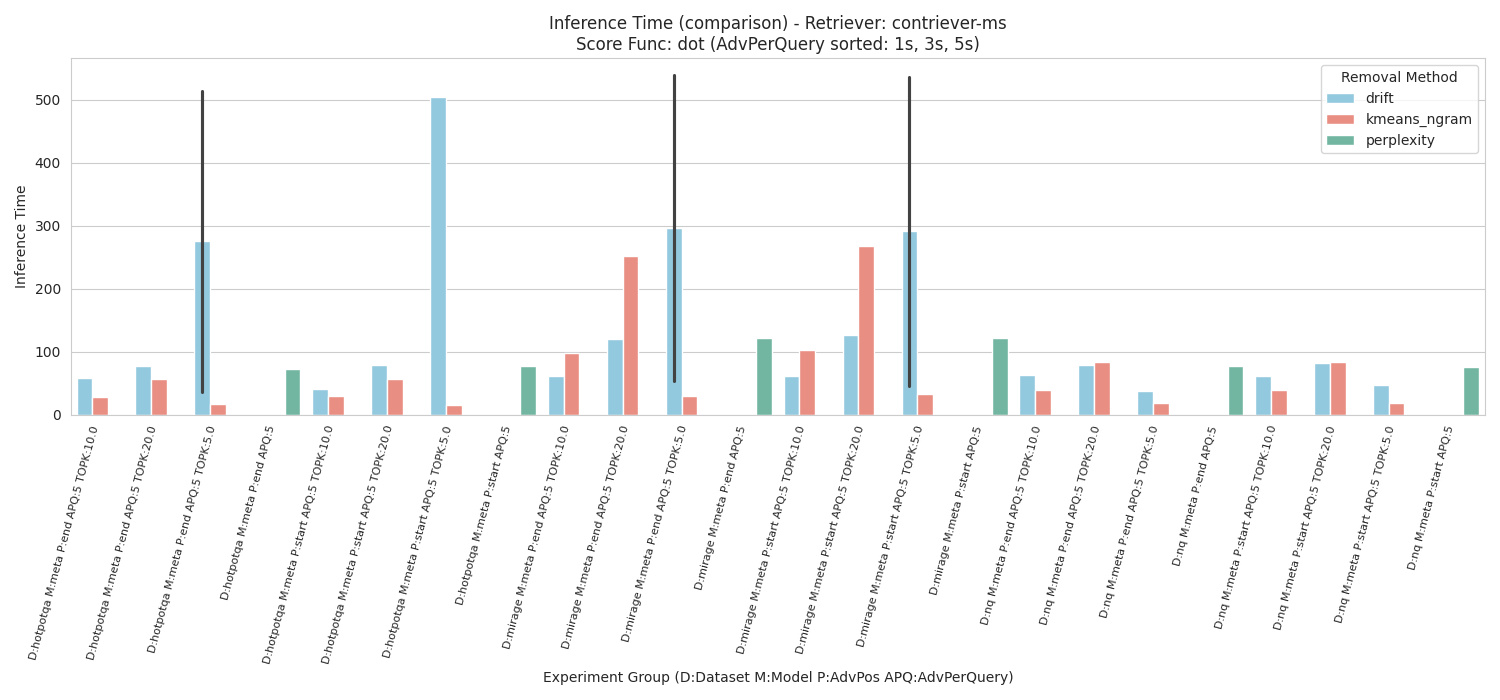 Inference Time (comparison) - Retriever: contriever-ms
Score Func: dot (AdvPerQuery sorted: 1s, 3s, 5s)
Removal Method
drift
kmeans_ngram
perplexity
Inference Time
500
400
300
200
100
0
D:hotpotqa M:meta P:end APQ:5 TOPK:10.0
D:hotpotqa M:meta P:end APQ:5 TOPK:20.0
D:hotpotqa M:meta P:end APQ:5 TOPK:5.0
D:hotpotqa M:meta P:end APQ:5
D:hotpotqa M:meta P:start APQ:5 TOPK:10.0
D:hotpotqa M:meta P:start APQ:5 TOPK:20.0
D:hotpotqa M:meta P:start APQ:5 TOPK:5.0
D:hotpotqa M:meta P:start APQ:5
D:mirage M:meta P:end APQ:5 TOPK:10.0
D:mirage M:meta P:end APQ:5 TOPK:20.0
D:mirage M:meta P:end APQ:5 TOPK:5.0
D:mirage M:meta P:end APQ:5
D:mirage M:meta P:start APQ:5 TOPK:10.0
D:mirage M:meta P:start APQ:5 TOPK:20.0
D:mirage M:meta P:start APQ:5 TOPK:5.0
D:mirage M:meta P:start APQ:5
D:nq M:meta P:end APQ:5 TOPK:10.0
D:nq M:meta P:end APQ:5 TOPK:20.0
D:nq M:meta P:end APQ:5 TOPK:5.0
D:nq M:meta P:end APQ:5
D:nq M:meta P:start APQ:5 TOPK:10.0
D:nq M:meta P:start APQ:5 TOPK:20.0
D:nq M:meta P:start APQ:5 TOPK:5.0
D:nq M:meta P:start APQ:5
Experiment Group (D:Dataset M:Model P:AdvPos APQ:AdvPerQuery)